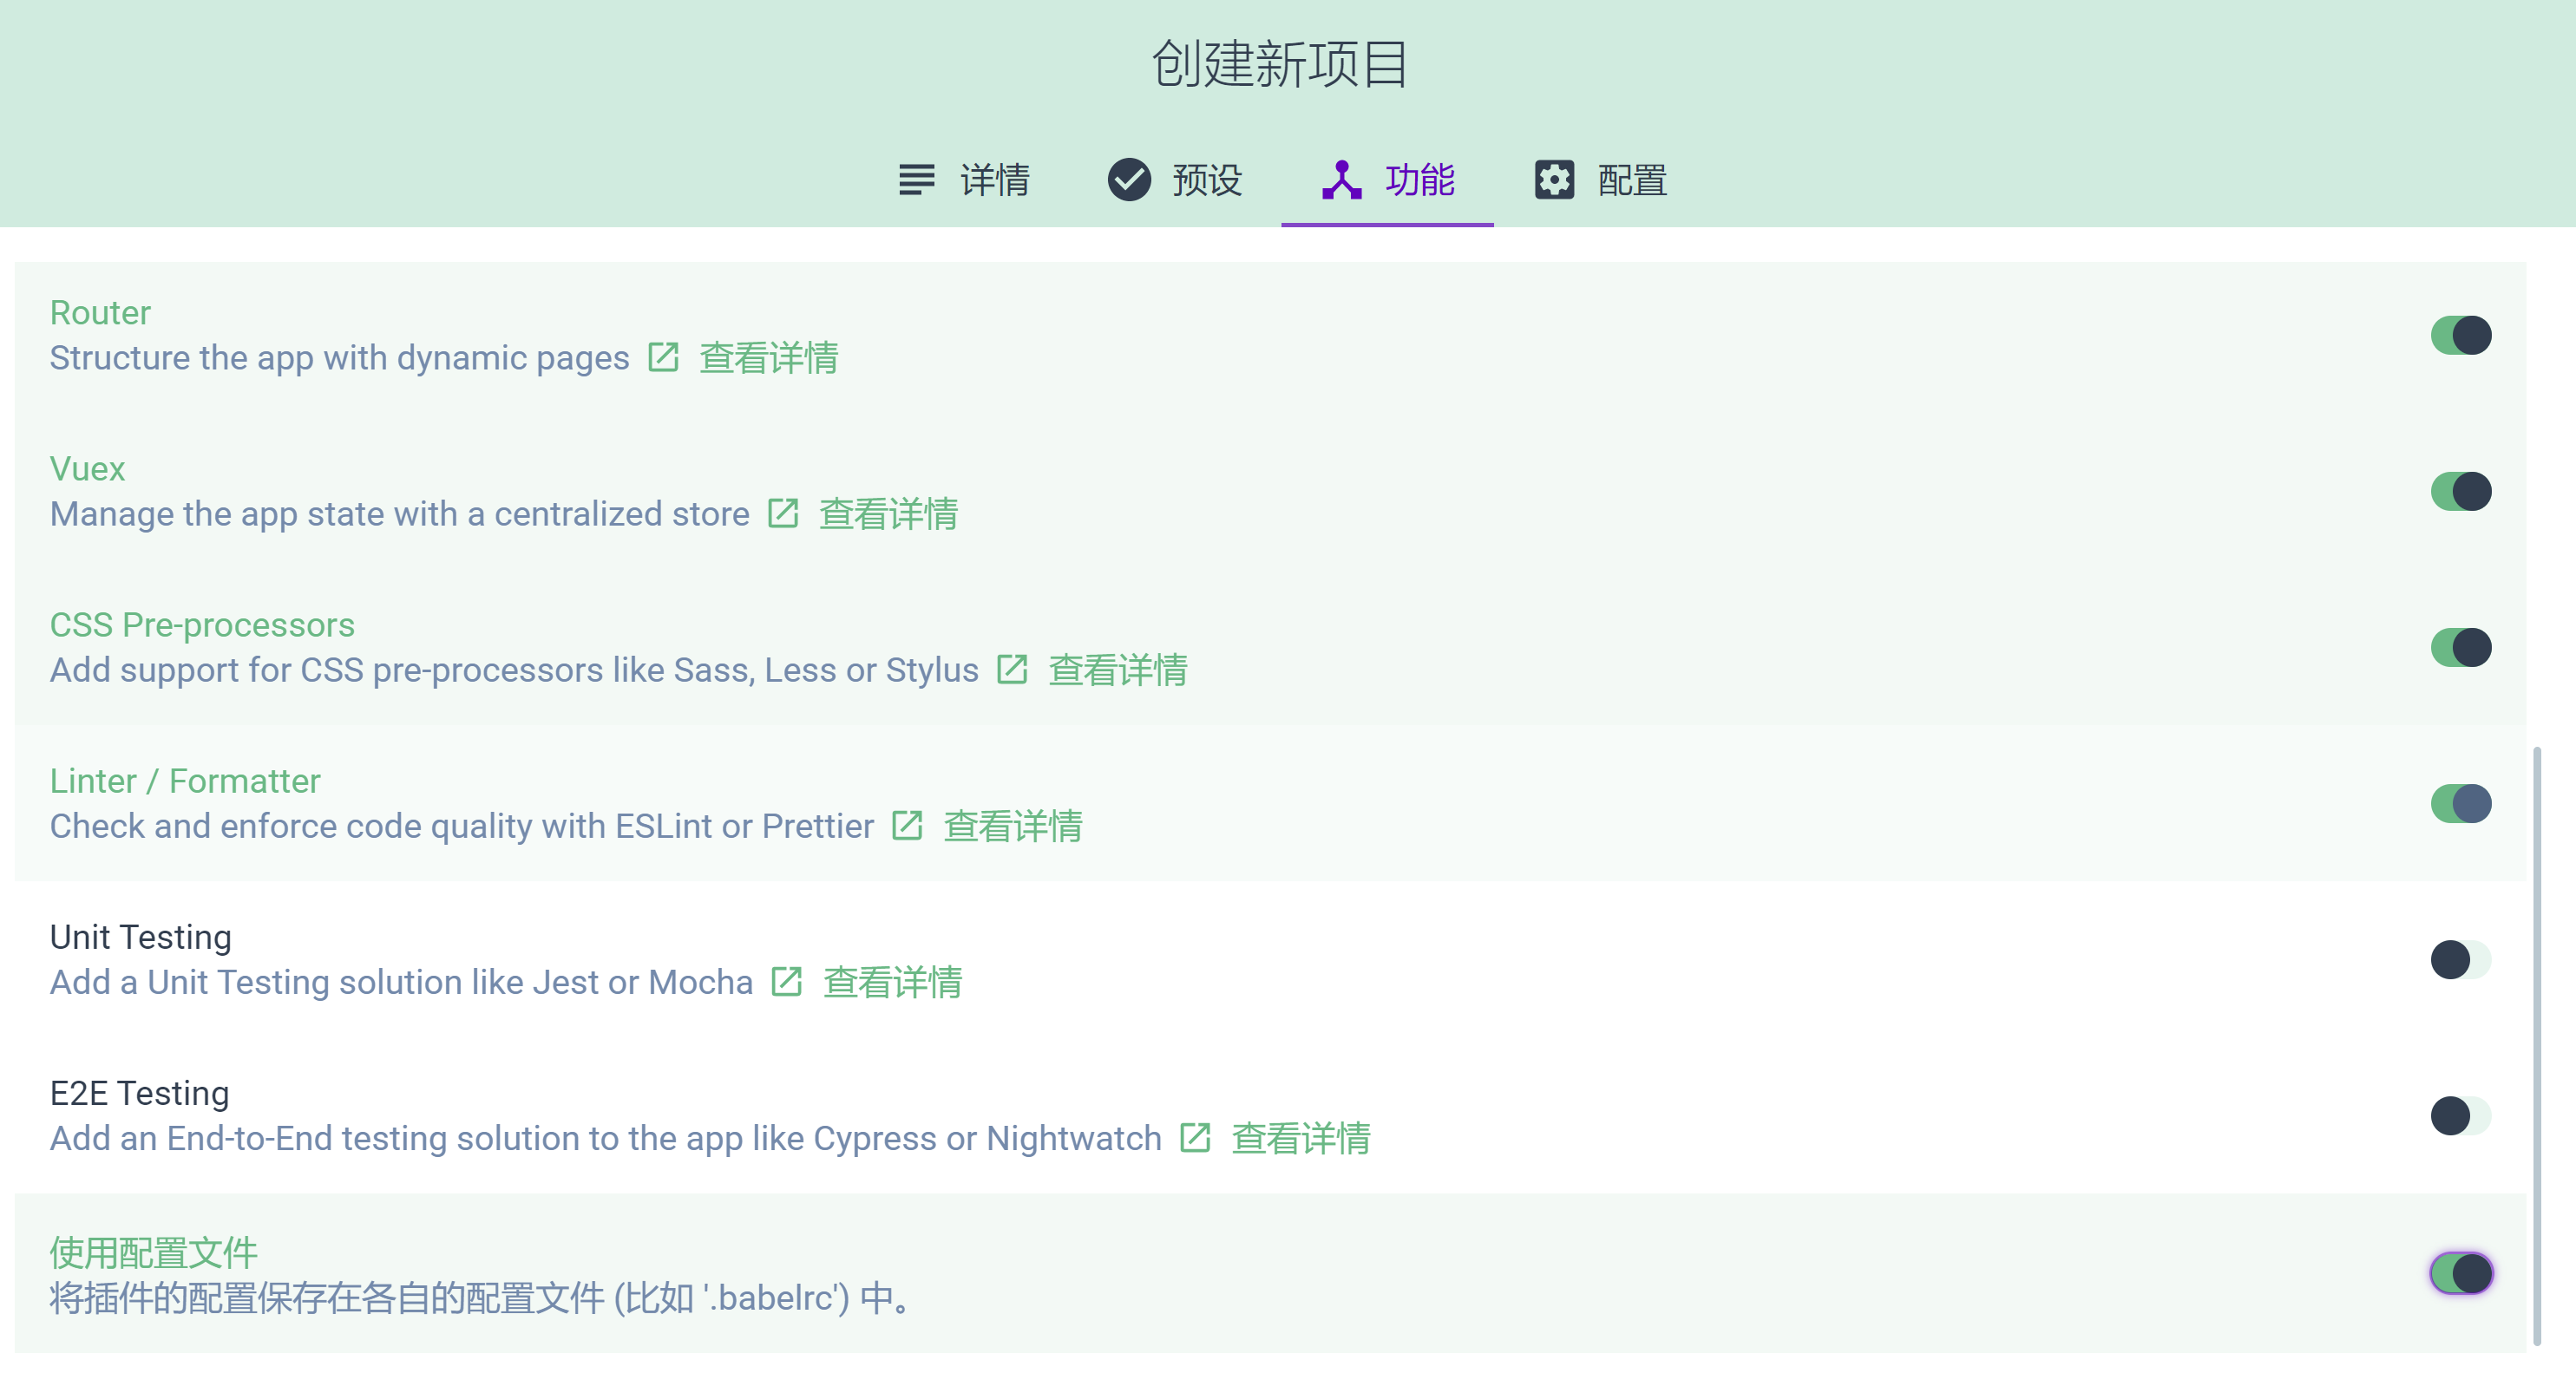 创建新项目
详情 预设 功能 配置
Router
Structure the app with dynamic pages 查看详情
Vuex
Manage the app state with a centralized store 查看详情
CSS Pre-processors
Add support for CSS pre-processors like Sass, Less or Stylus 查看详情
Linter / Formatter
Check and enforce code quality with ESLint or Prettier 查看详情
Unit Testing
Add a Unit Testing solution like Jest or Mocha 查看详情
E2E Testing
Add an End-to-End testing solution to the app like Cypress or Nightwatch 查看详情
使用配置文件
将插件的配置保存在各自的配置文件 (比如 '.babelrc') 中。